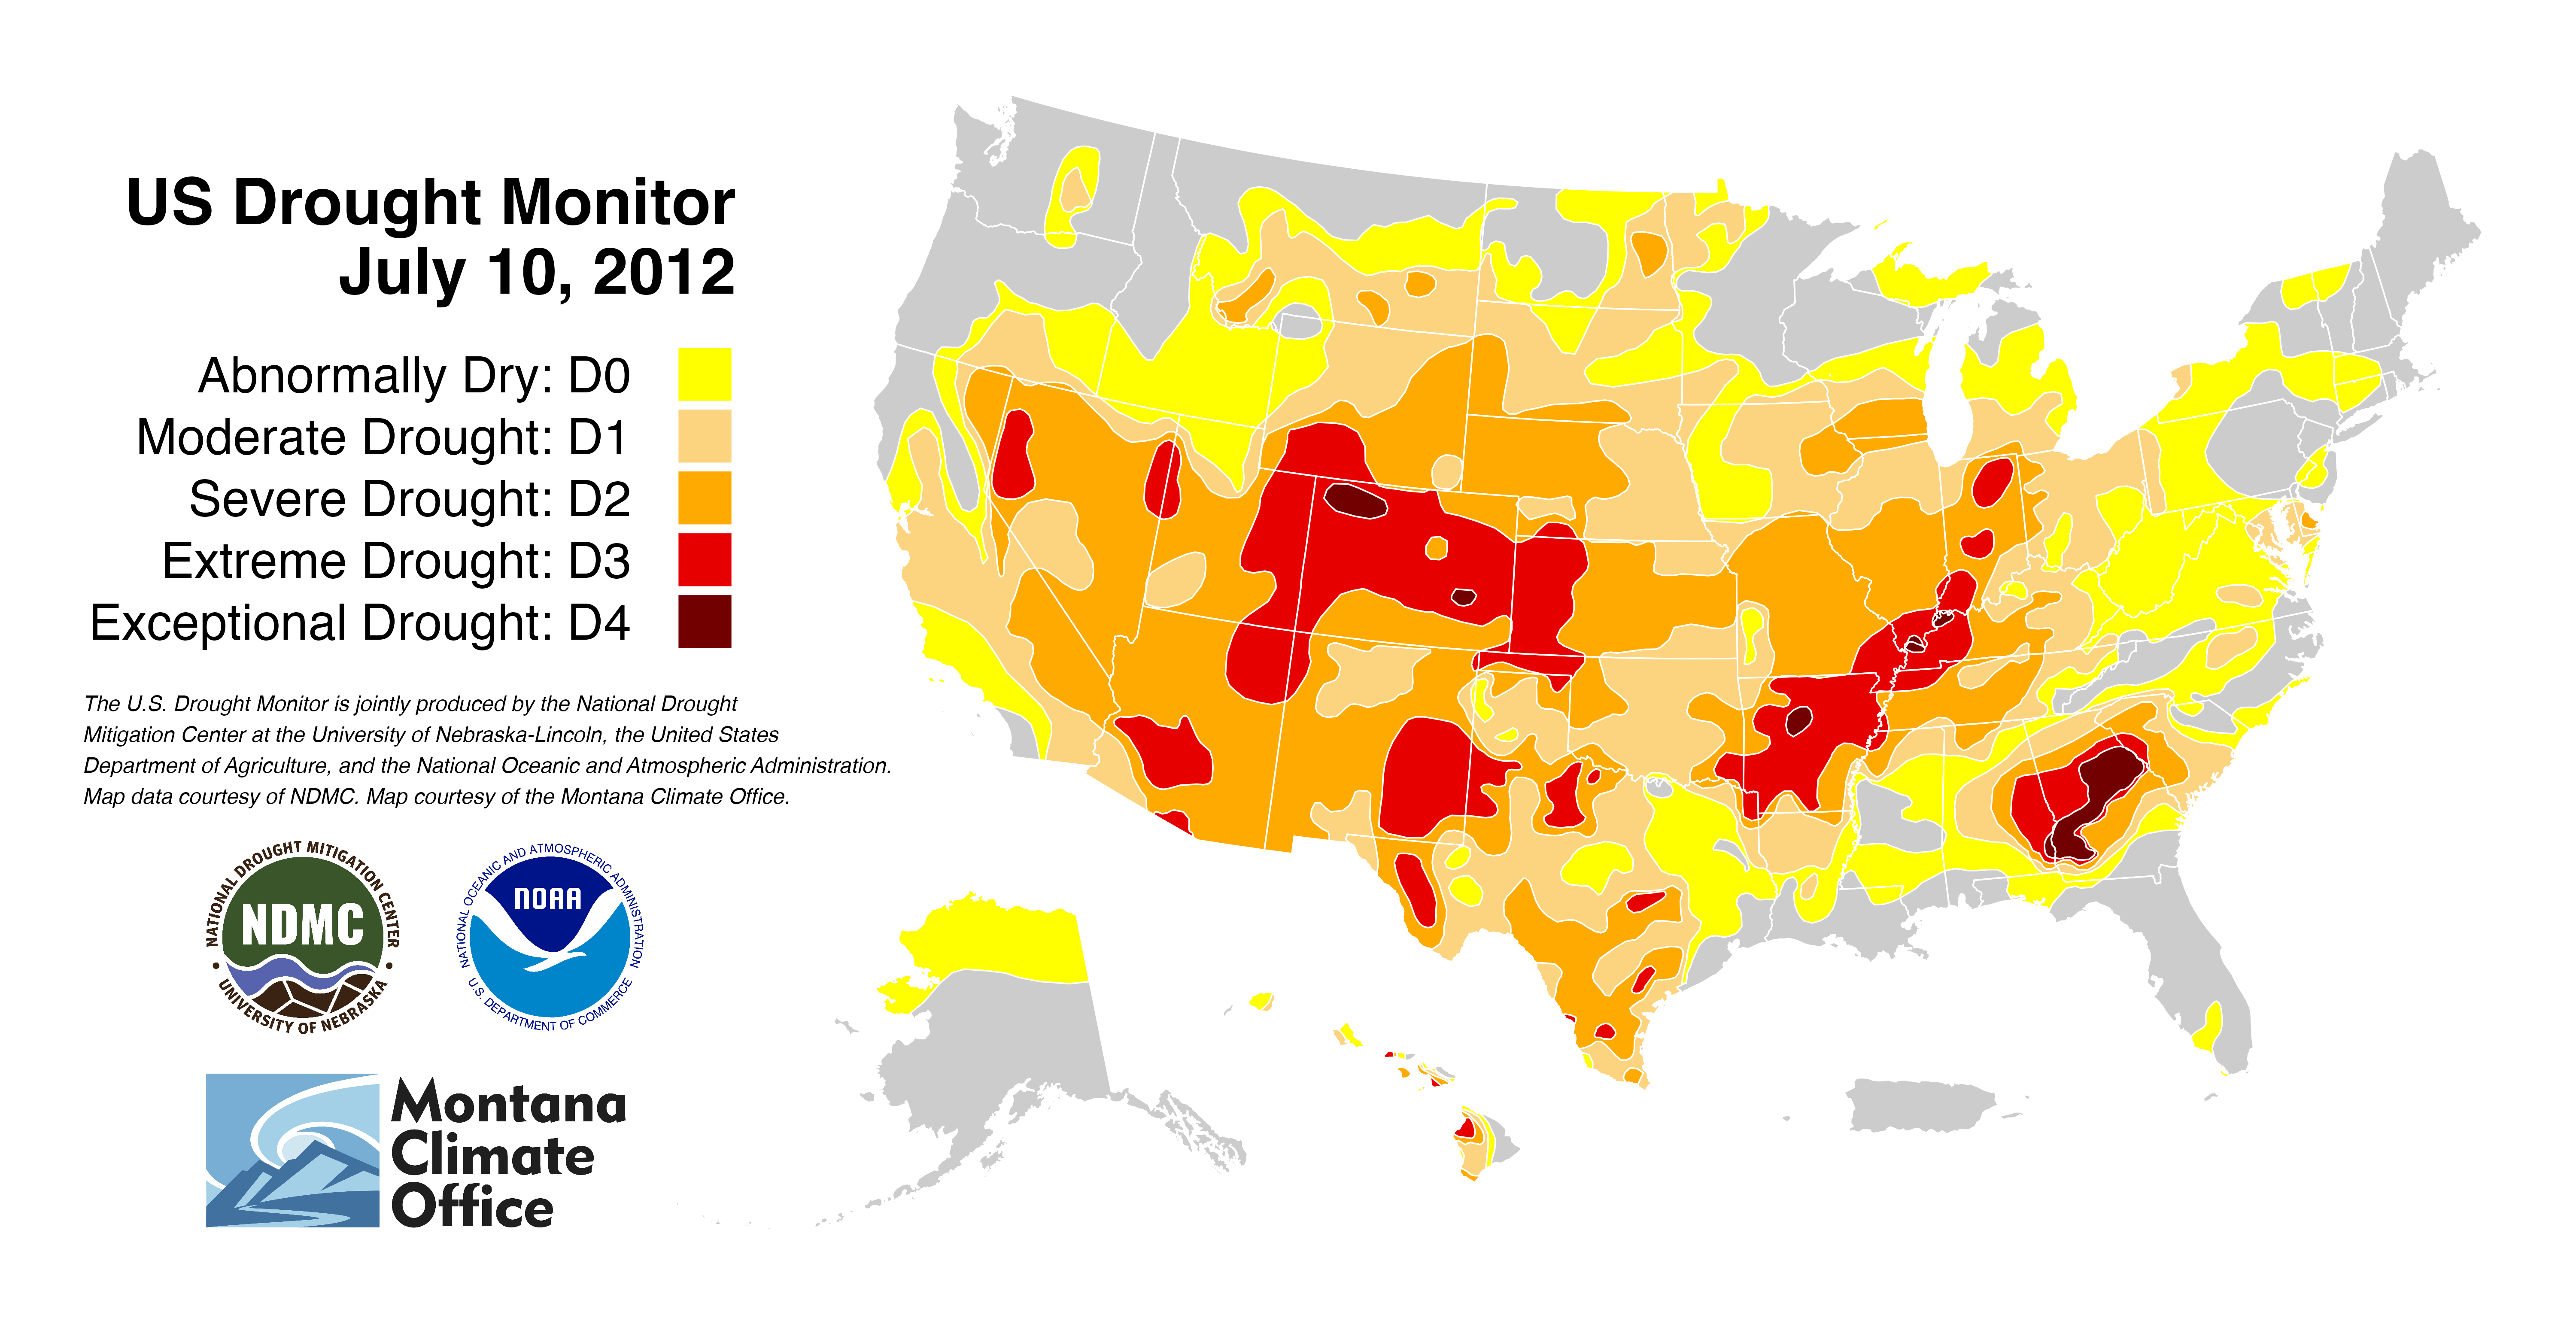 US Drought Monitor
July 10, 2012
Abnormally Dry: D0
Moderate Drought: D1
Severe Drought: D2
Extreme Drought: D3
Exceptional Drought: D4
The U.S. Drought Monitor is jointly produced by the National Drought
Mitigation Center at the University of Nebraska-Lincoln, the United States
Department of Agriculture, and the National Oceanic and Atmospheric Administration.
Map data courtesy of NDMC. Map courtesy of the Montana Climate Office.
NATIONAL DROUGHT MITIGATION CENTER
NDMC
• UNIVERSITY OF NEBRASKA •
NATIONAL OCEANIC AND ATMOSPHERIC ADMINISTRATION
NOAA
U.S. DEPARTMENT OF COMMERCE
Montana
Climate
Office